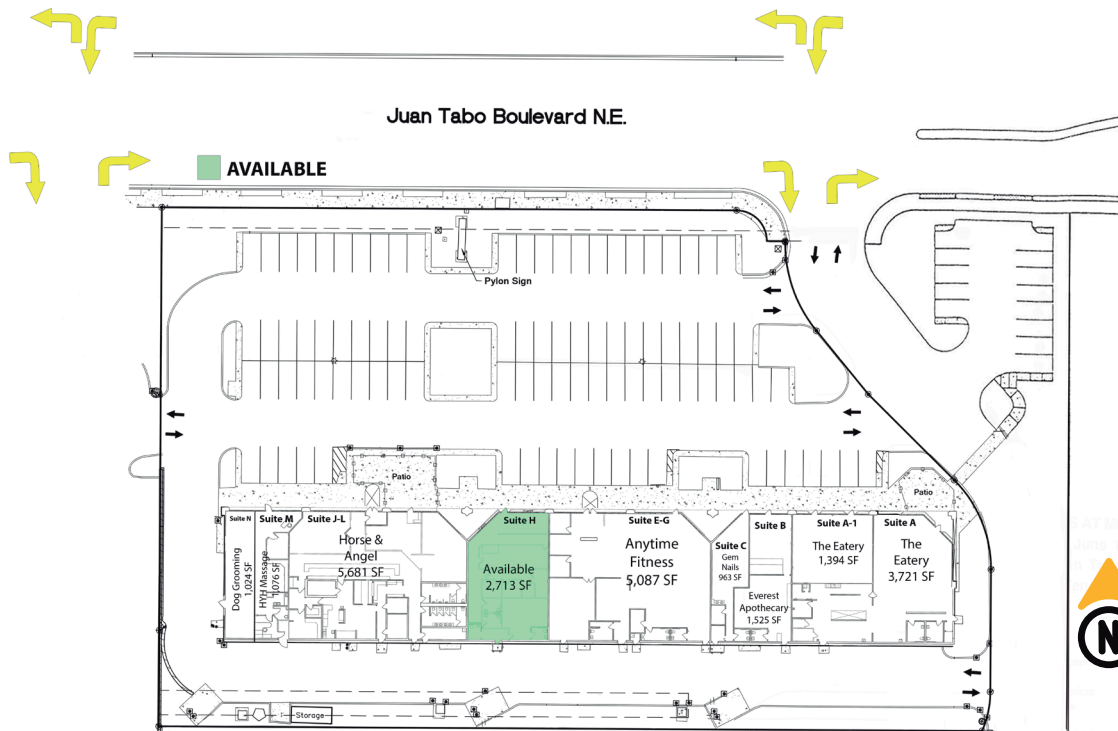 Juan Tabo Boulevard N.E.
AVAILABLE
Pylon Sign
Patio
Patio
Suite N
Dog Grooming
1,024 SF
Suite M
HYH Massage
1,076 SF
Suite J-L
Horse &
Angel
5,681 SF
Suite H
Available
2,713 SF
Suite E-G
Anytime
Fitness
5,087 SF
Suite C
Gem
Nails
963 SF
Suite B
Everest
Apothecary
1,525 SF
Suite A-1
The Eatery
1,394 SF
Suite A
The
Eatery
3,721 SF
N
Storage